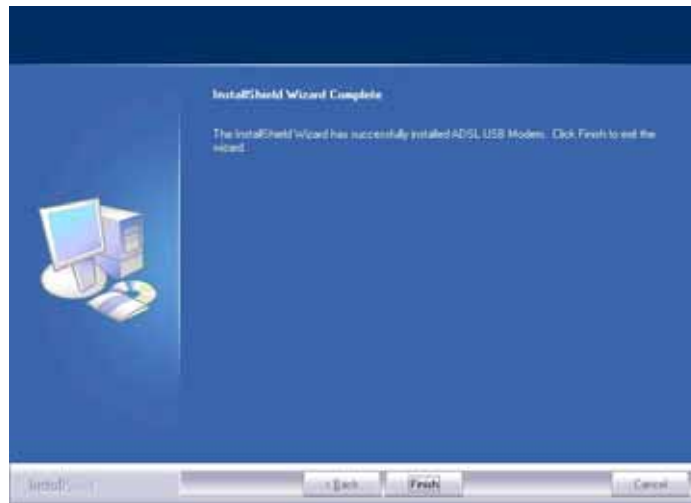 InstallShield Wizard Complete
The InstallShield Wizard has successfully installed ADSL USB Modem. Click Finish to exit the
wizard.
InstallShield
< Back
Finish
Cancel